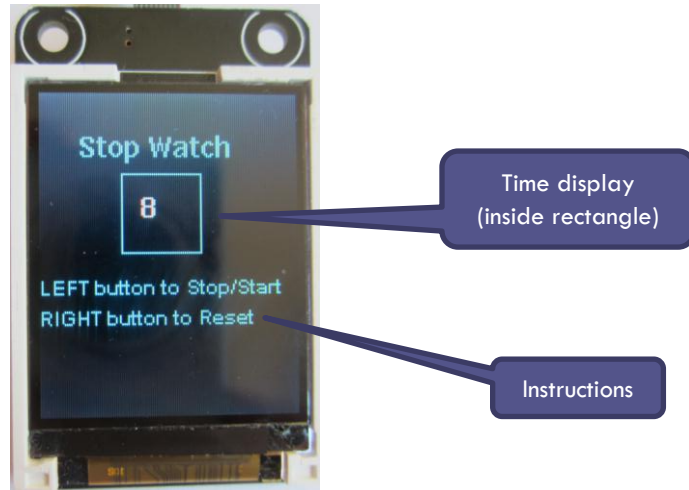 Stop Watch
8
LEFT button to Stop/Start
RIGHT button to Reset
Time display
(inside rectangle)
Instructions